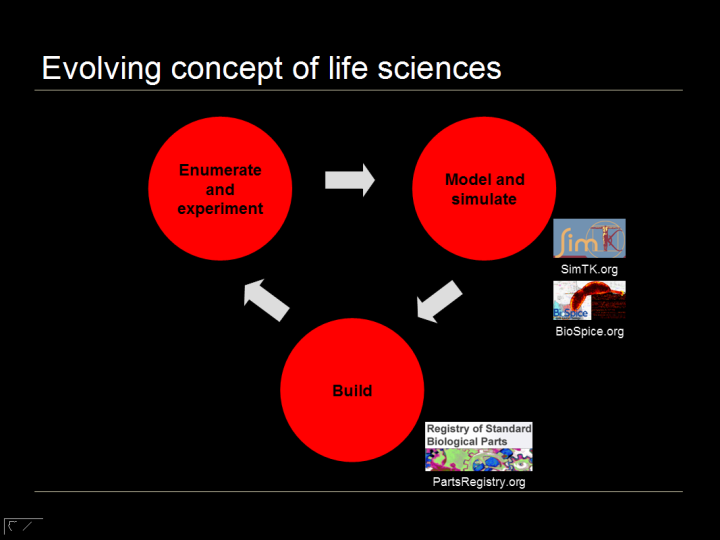 Evolving concept of life sciences
Enumerate
and
experiment
Model and
simulate
SimTK
SimTK.org
BioSpice.org
Build
Registry of Standard
Biological Parts
PartsRegistry.org